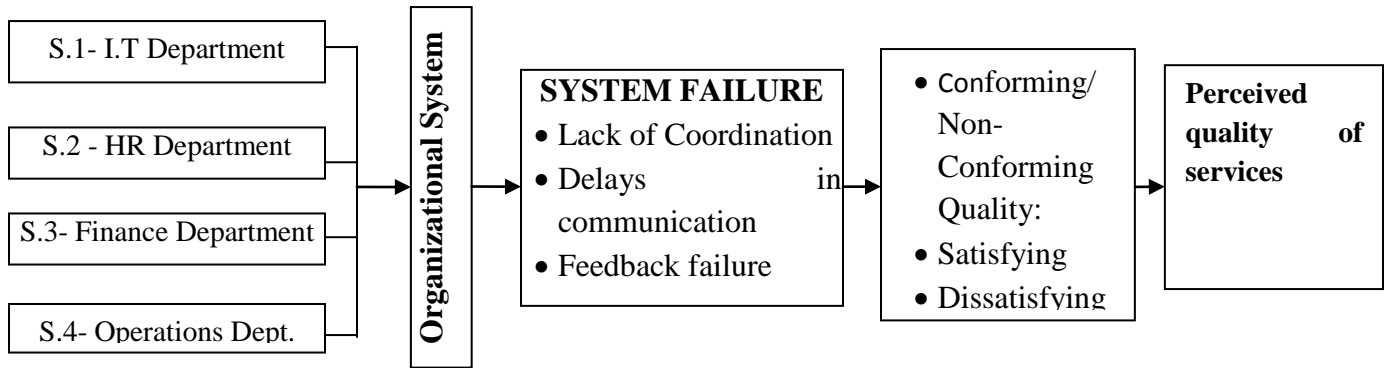 S.1- I.T Department
S.2 - HR Department
S.3- Finance Department
S.4- Operations Dept.
Organizational System
SYSTEM FAILURE
• Lack of Coordination
• Delays in
communication
• Feedback failure
• Conforming/
Non-
Conforming
Quality:
• Satisfying
• Dissatisfying
Perceived
quality of
services